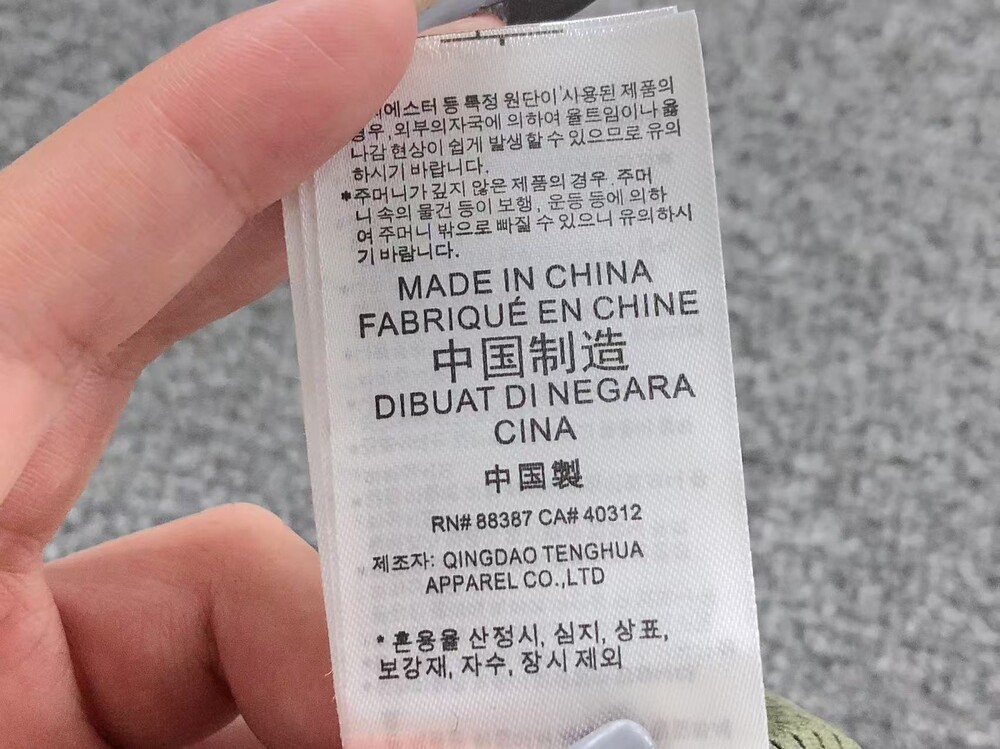 에스터 등 특정 원단이 사용된 제품의
경우, 외부의자국에 의하여 올트임이나 올
나감 현상이 쉽게 발생할 수 있으므로 유의
하시기 바랍니다.
*주머니가 깊지 않은 제품의 경우, 주머
니 속의 물건 등이 보행, 운등 등에 의하
여 주머니 밖으로 빠질 수 있으니 유의하시
기 바랍니다.
MADE IN CHINA
FABRIQUÉ EN CHINE
中国制造
DIBUAT DI NEGARA
CINA
中国製
RN# 88387 CA# 40312
제조자: QINGDAO TENGHUA
APPAREL CO.,LTD
* 혼용율 산정시, 심지, 상표,
보강재, 자수, 장시 제외